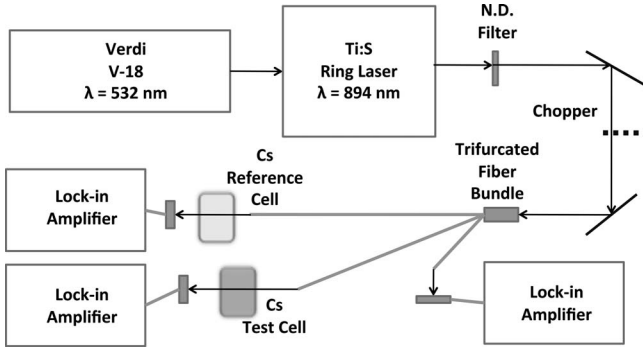 Verdi
V-18
λ = 532 nm
Ti:S
Ring Laser
λ = 894 nm
N.D.
Filter
Chopper
Trifurcated
Fiber
Bundle
Cs
Reference
Cell
Lock-in
Amplifier
Lock-in
Amplifier
Cs
Test Cell
Lock-in
Amplifier